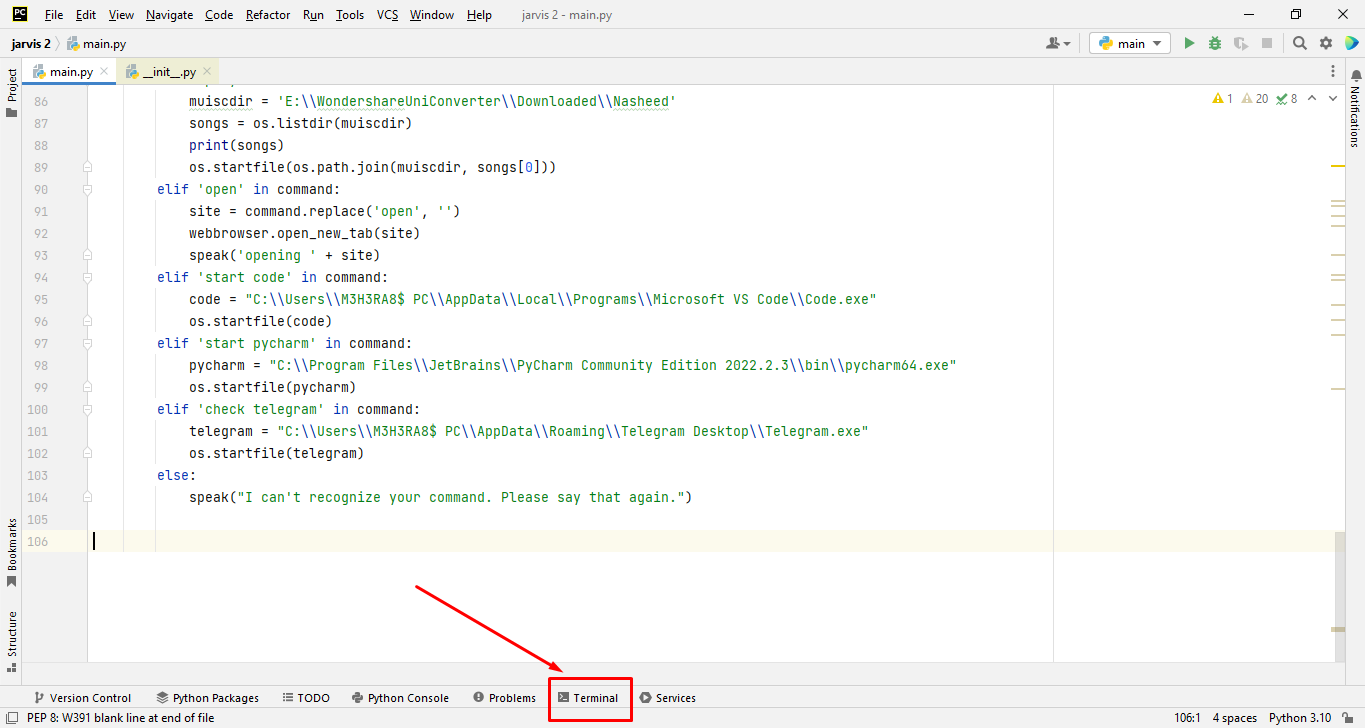 PC File Edit View Navigate Code Refactor Run Tools VCS Window Help jarvis 2 - main.py
jarvis 2 main.py main
main.py __init__.py
86 muiscdir = 'E:\\WondershareUniConverter\\Downloaded\\Nasheed'
1 20 8
87 songs = os.listdir(muiscdir)
88 print(songs)
89 os.startfile(os.path.join(muiscdir, songs[0]))
90 elif 'open' in command:
91 site = command.replace('open', '')
92 webbrowser.open_new_tab(site)
93 speak('opening ' + site)
94 elif 'start code' in command:
95 code = "C:\\Users\\M3H3RA8$ PC\\AppData\\Local\\Programs\\Microsoft VS Code\\Code.exe"
96 os.startfile(code)
97 elif 'start pycharm' in command:
98 pycharm = "C:\\Program Files\\JetBrains\\PyCharm Community Edition 2022.2.3\\bin\\pycharm64.exe"
99 os.startfile(pycharm)
100 elif 'check telegram' in command:
101 telegram = "C:\\Users\\M3H3RA8$ PC\\AppData\\Roaming\\Telegram Desktop\\Telegram.exe"
102 os.startfile(telegram)
103 else:
104 speak("I can't recognize your command. Please say that again.")
105
106
Project
Bookmarks
Structure
Notifications
Version Control Python Packages TODO Python Console Problems Terminal Services
PEP 8: W391 blank line at end of file 106:1 4 spaces Python 3.10